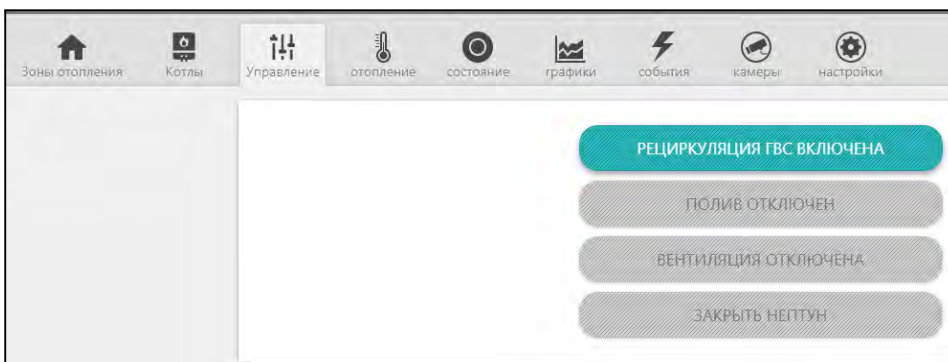 Зоны отопления Котлы Управление отопление состояние графики события камеры настройки
РЕЦИРКУЛЯЦИЯ ГВС ВКЛЮЧЕНА
ПОЛИВ ОТКЛЮЧЕН
ВЕНТИЛЯЦИЯ ОТКЛЮЧЕНА
ЗАКРЫТЬ НЕПТУН